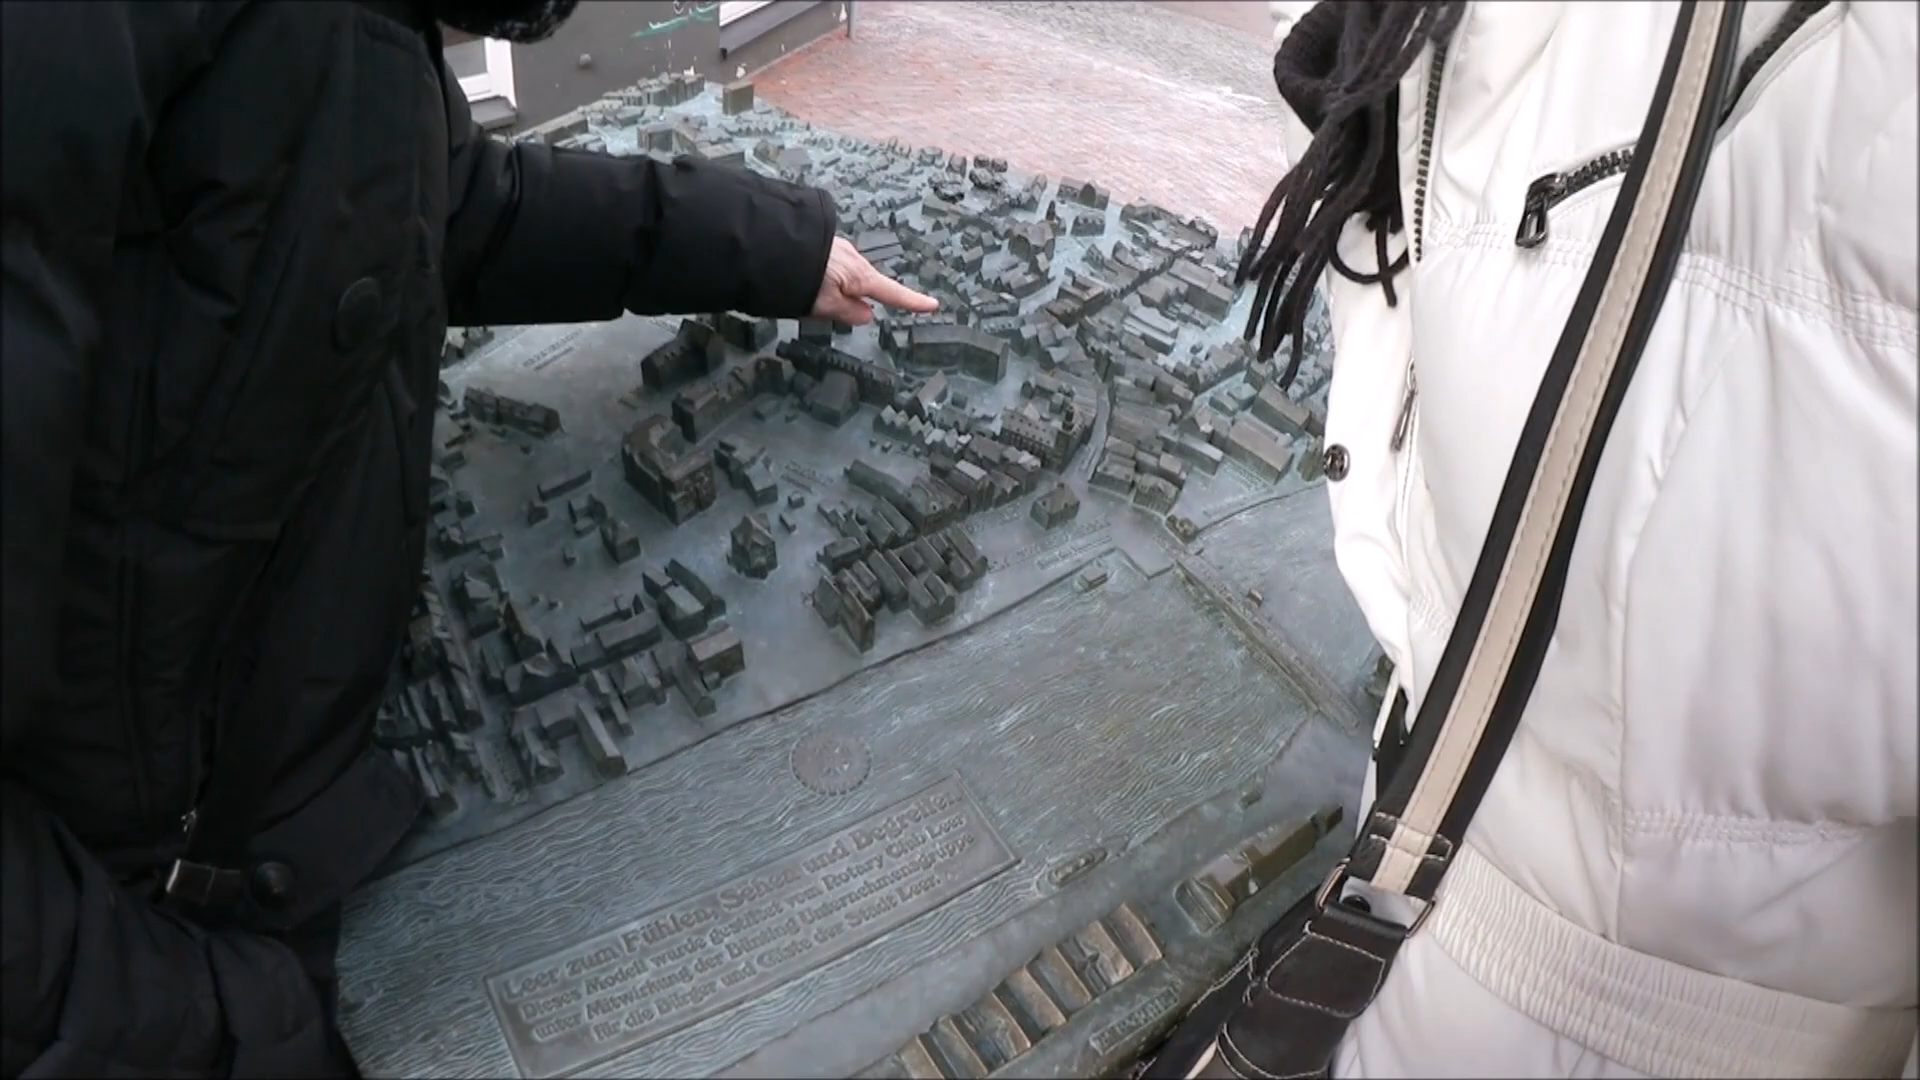 Leer zum Fühlen, Sehen und Begreifen
Dieses Modell wurde gestiftet vom Rotary Club Leer
unter Mitwirkung der Bünting Unternehmensgruppe
für die Bürger und Gäste der Stadt Leer.